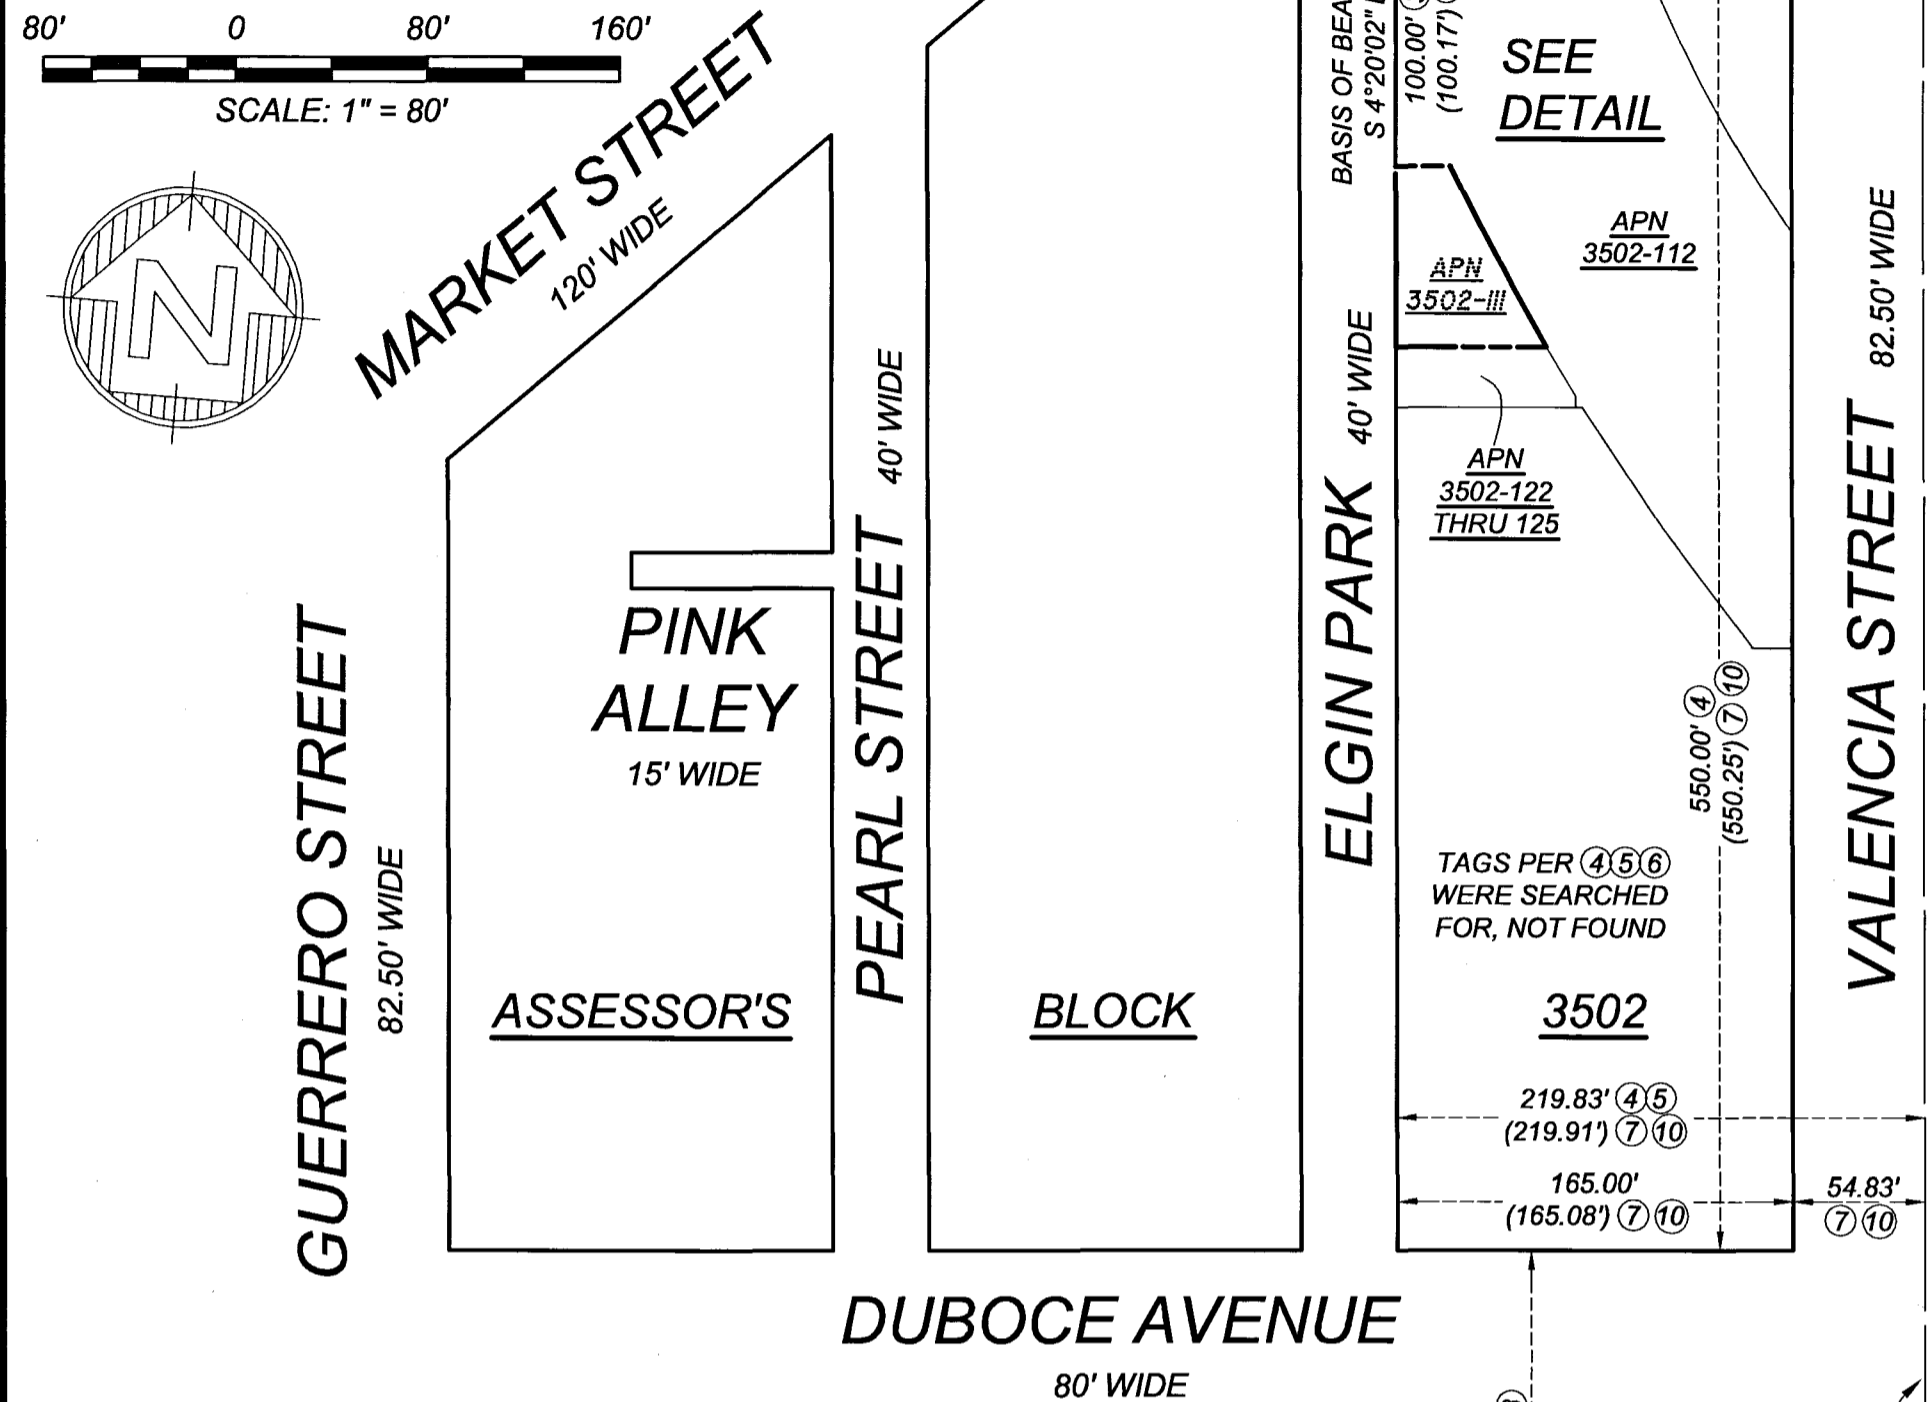 80' 0 80' 160'
SCALE: 1" = 80'
N
MARKET STREET
120' WIDE
BASIS OF BEA
S 4°20'02"
100.00'
(100.17')
SEE
DETAIL
APN
3502-112
APN
3502-111
APN
3502-122
THRU 125
PINK
ALLEY
15' WIDE
GUERRERO STREET
82.50' WIDE
PEARL STREET 40' WIDE
ELGIN PARK 40' WIDE
VALENCIA STREET 82.50' WIDE
550.00' 4
(550.25') 7 10
TAGS PER 4 5 6
WERE SEARCHED
FOR, NOT FOUND
ASSESSOR'S BLOCK 3502
219.83' 4 5
(219.91') 7 10
165.00'
(165.08') 7 10
54.83'
7 10
DUBOCE AVENUE
80' WIDE